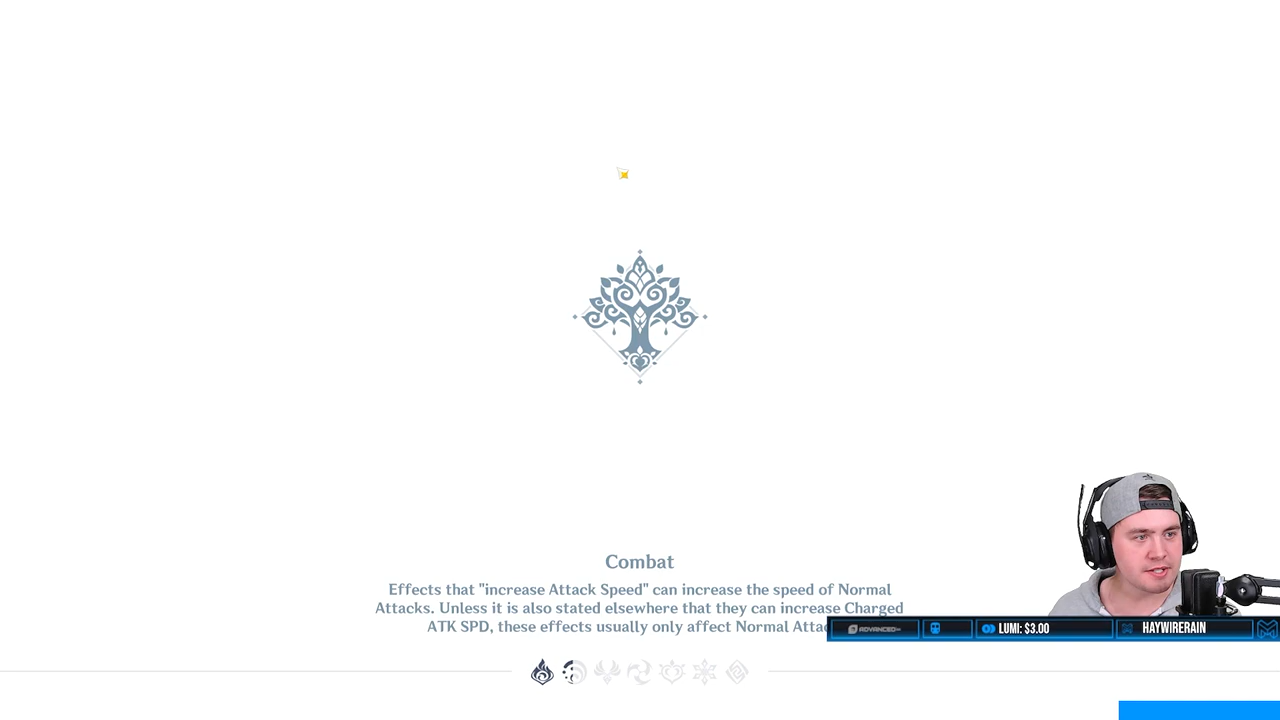 Combat
Effects that "increase Attack Speed" can increase the speed of Normal
Attacks. Unless it is also stated elsewhere that they can increase Charged
ATK SPD, these effects usually only affect Normal
ADVANCED
LUMI: $3.00
HAYWIRERAIN